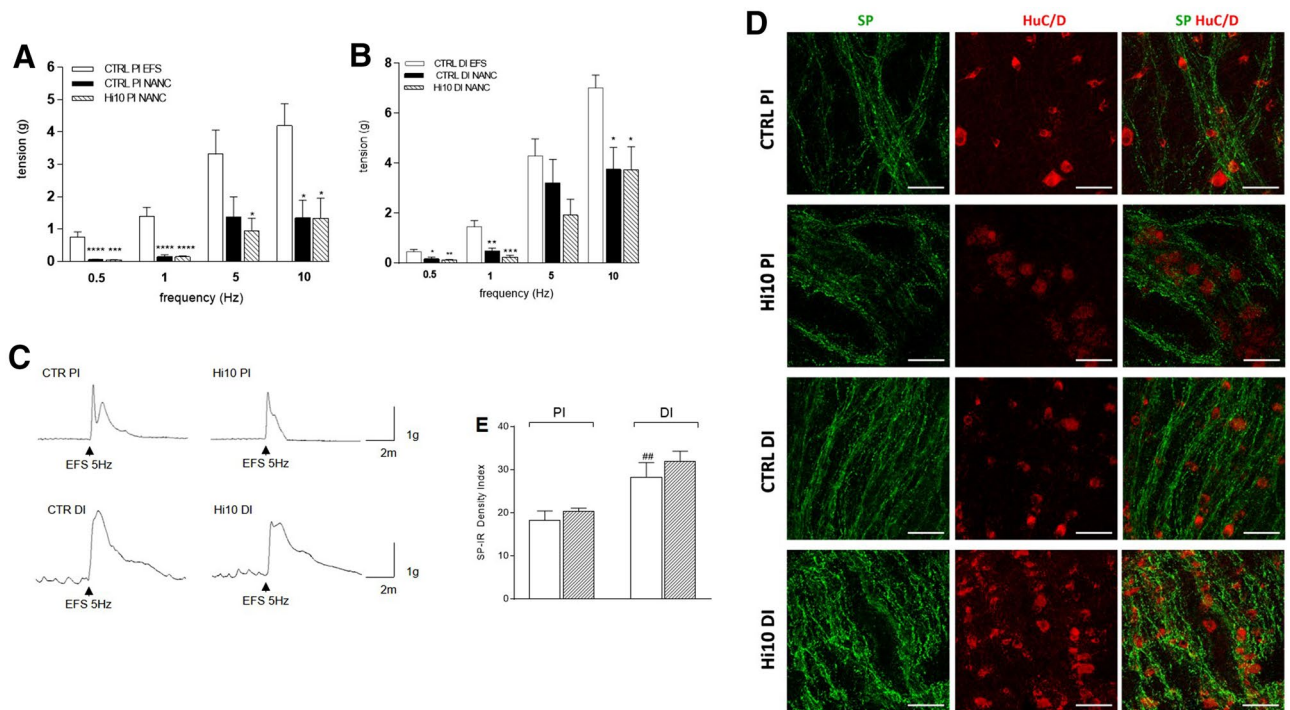 A
CTRL PI EFS
CTRL PI NANC
Hi10 PI NANC
tension (g)
6
5
4
3
2
1
0
**** ***
**** ****
*
* *
0.5 1 5 10
frequency (Hz)
B
CTRL DI EFS
CTRL DI NANC
Hi10 DI NANC
tension (g)
8
6
4
2
0
* **
** ***
* *
0.5 1 5 10
frequency (Hz)
C
CTR PI
EFS 5Hz
Hi10 PI
EFS 5Hz
1g
2m
CTR DI
EFS 5Hz
Hi10 DI
EFS 5Hz
1g
2m
E
PI DI
SP-IR Density Index
40
30
20
10
0
##
D
SP HuC/D SP HuC/D
CTRL PI
Hi10 PI
CTRL DI
Hi10 DI